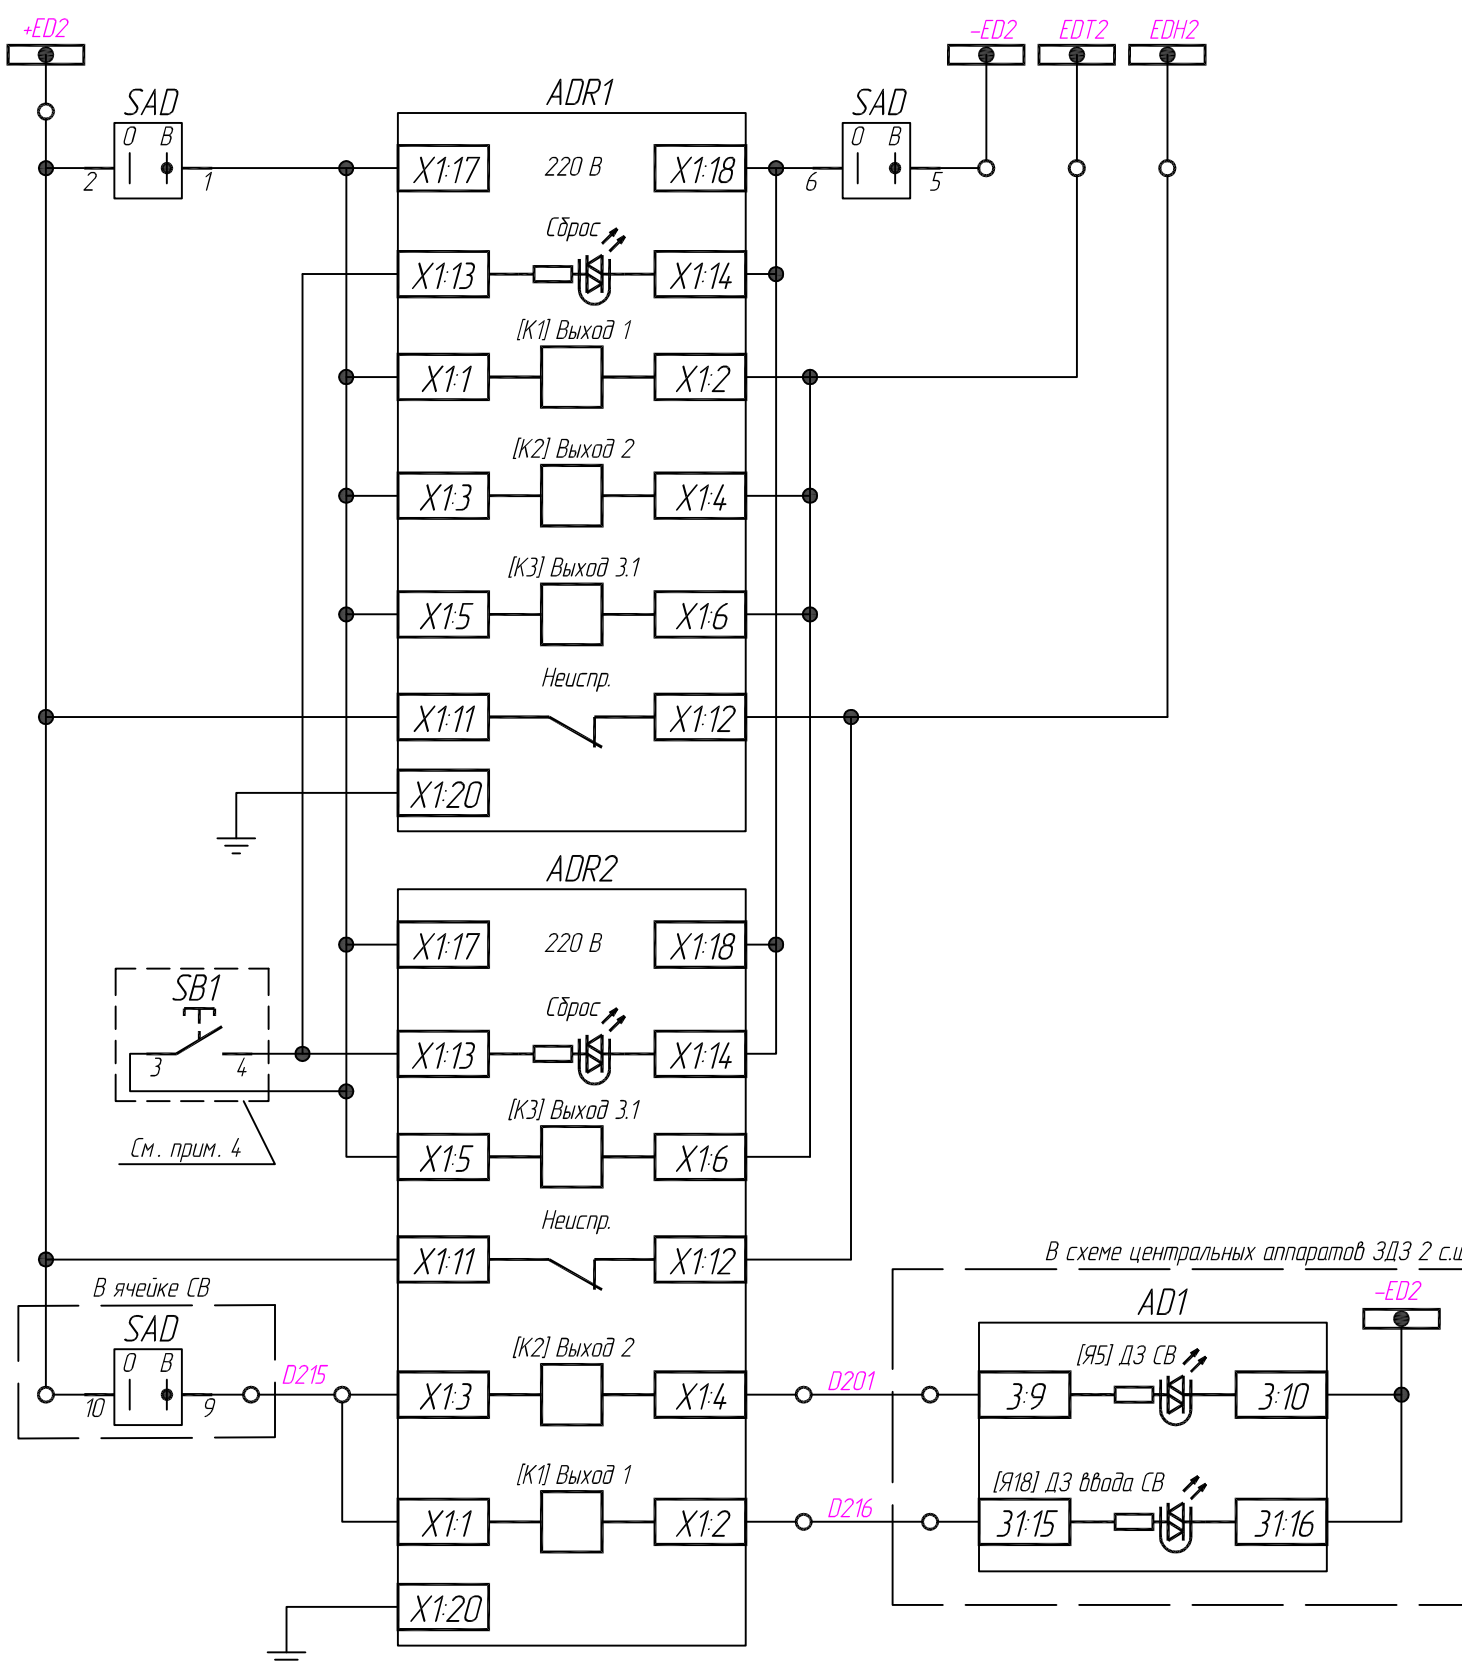 +ED2
-ED2 EDT2 EDH2
SAD
ADR1
SAD
O B
2 1
X1:17 220 В X1:18
O B
6 5
Сброс
X1:13 X1:14
[K1] Выход 1
X1:1 X1:2
[K2] Выход 2
X1:3 X1:4
[K3] Выход 3.1
X1:5 X1:6
Неиспр.
X1:11 X1:12
X1:20
ADR2
X1:17 220 В X1:18
SB1
3 4
См. прим. 4
Сброс
X1:13 X1:14
[K3] Выход 3.1
X1:5 X1:6
Неиспр.
X1:11 X1:12
В ячейке СВ
SAD
O B
10 9
D215
[K2] Выход 2
X1:3 X1:4
D201
[K1] Выход 1
X1:1 X1:2
D216
X1:20
В схеме центральных аппаратов ЗДЗ 2 с.ш
AD1
-ED2
[Я5] ДЗ СВ
3:9 3:10
[Я18] ДЗ ввода СВ
31:15 31:16